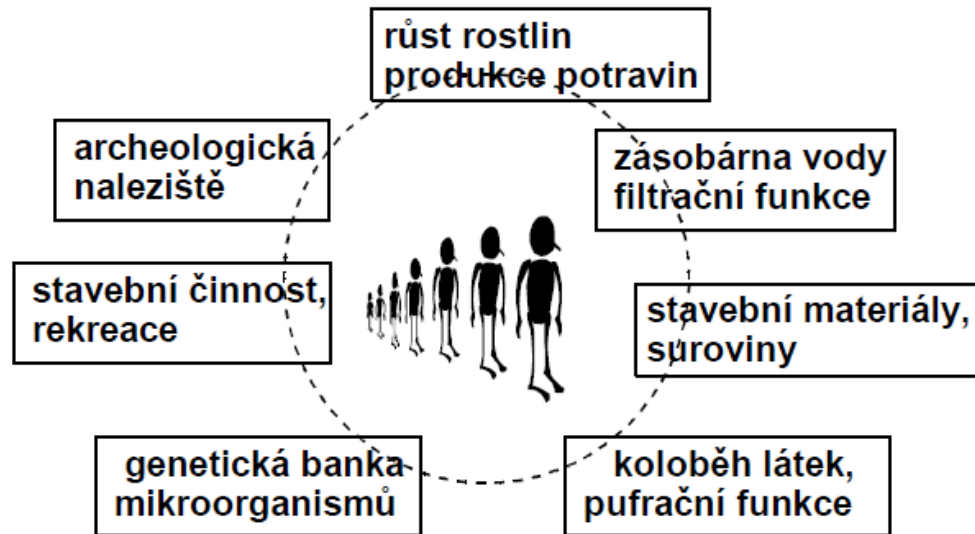 růst rostlin
produkce potravin
archeologická
naleziště
zásobárna vody
filtrační funkce
stavební činnost,
rekreace
stavební materiály,
suroviny
genetická banka
mikroorganismů
koloběh látek,
pufrační funkce